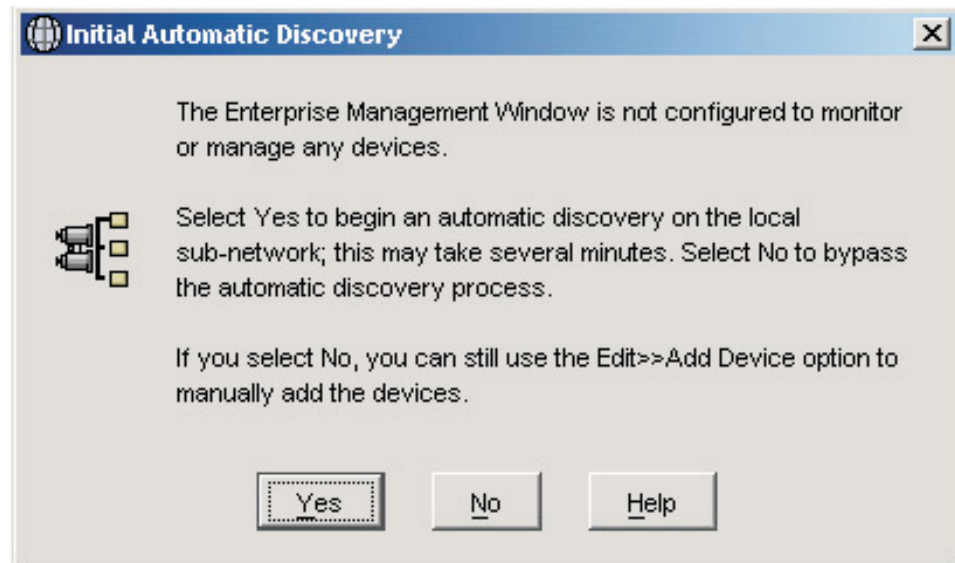 Initial Automatic Discovery
The Enterprise Management Window is not configured to monitor
or manage any devices.
Select Yes to begin an automatic discovery on the local
sub-network; this may take several minutes. Select No to bypass
the automatic discovery process.
If you select No, you can still use the Edit>>Add Device option to
manually add the devices.
Yes No Help